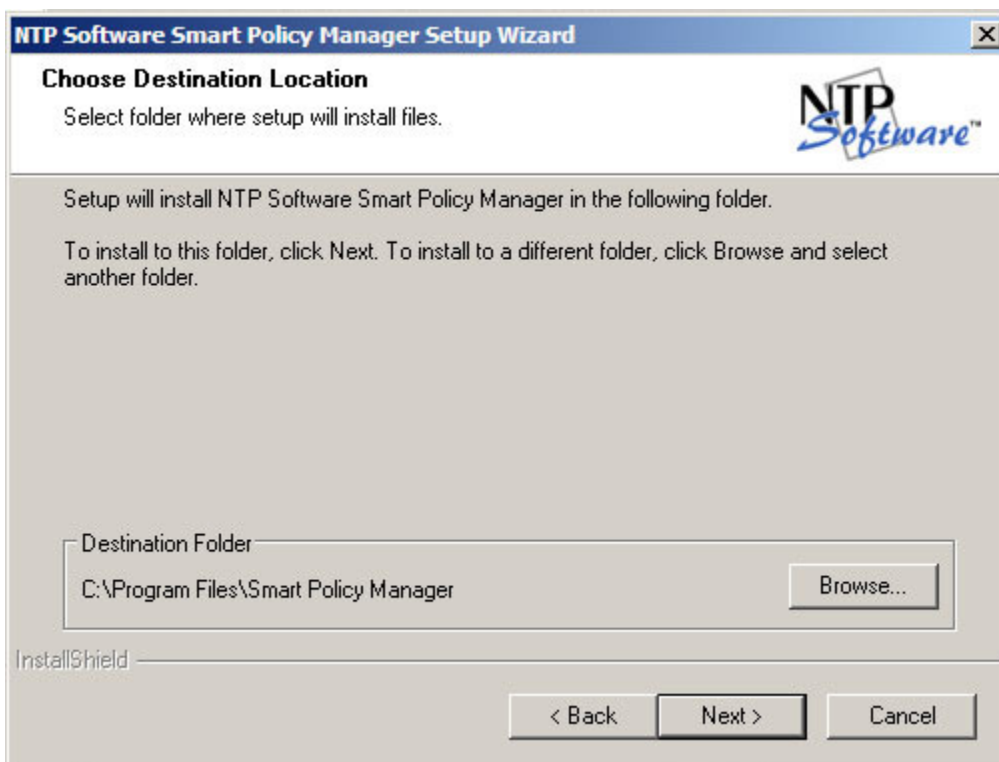 NTP Software Smart Policy Manager Setup Wizard
Choose Destination Location
Select folder where setup will install files.
NTP
Software™
Setup will install NTP Software Smart Policy Manager in the following folder.
To install to this folder, click Next. To install to a different folder, click Browse and select
another folder.
Destination Folder
C:\Program Files\Smart Policy Manager
Browse...
InstallShield
< Back
Next >
Cancel